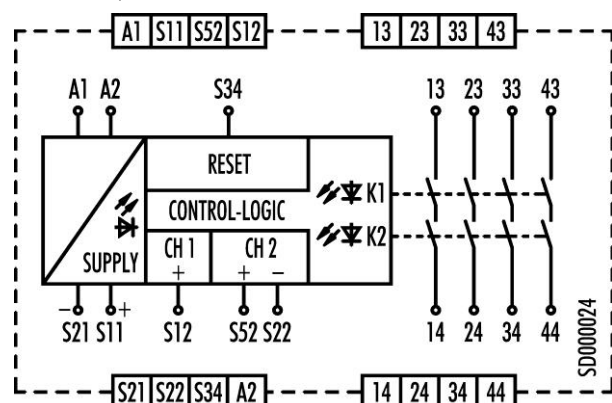 A1 S11 S52 S12 13 23 33 43
A1 A2 S34 13 23 33 43
RESET
K1
CONTROL-LOGIC
K2
CH 1 CH 2
SUPPLY + + −
− +
S21 S11 S12 S52 S22 14 24 34 44
SD000024
S21 S22 S34 A2 14 24 34 44